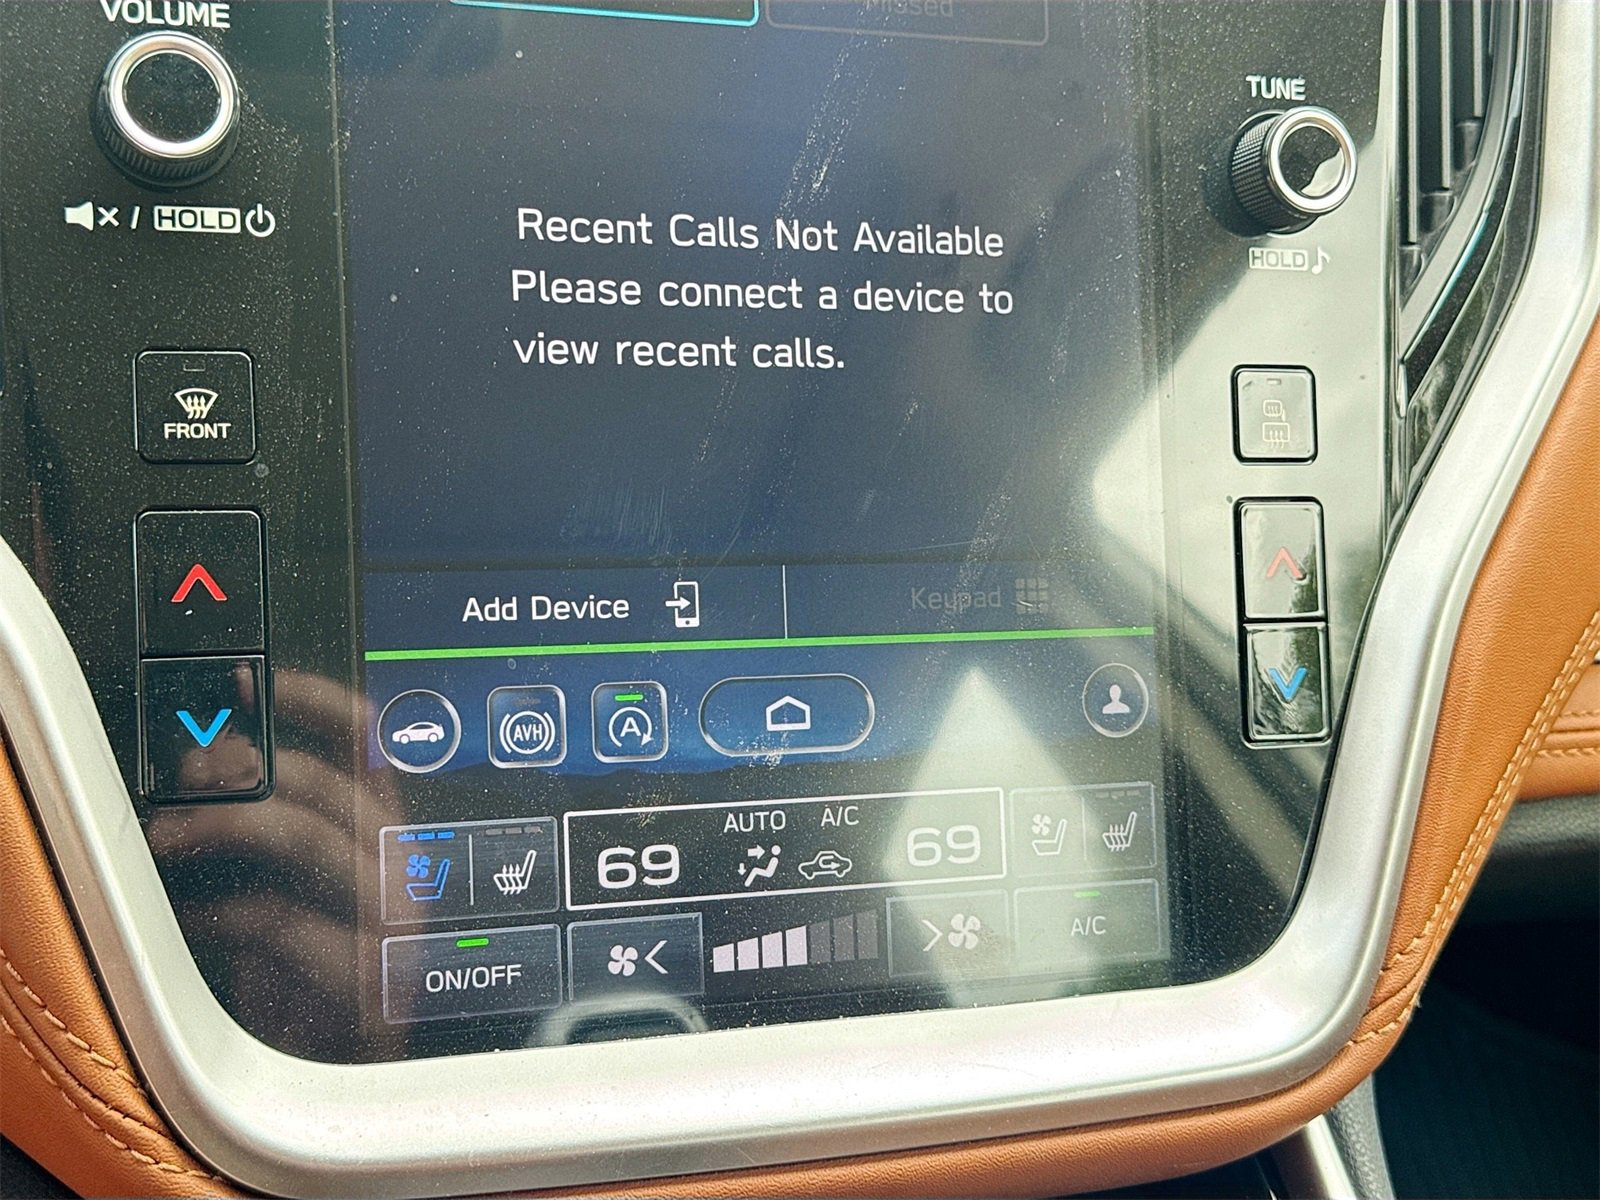 VOLUME
Missed
TUNE
HOLD
HOLD
Recent Calls Not Available
Please connect a device to
view recent calls.
FRONT
Add Device
Keypad
AVH
A
AUTO A/C
69
69
ON/OFF
A/C